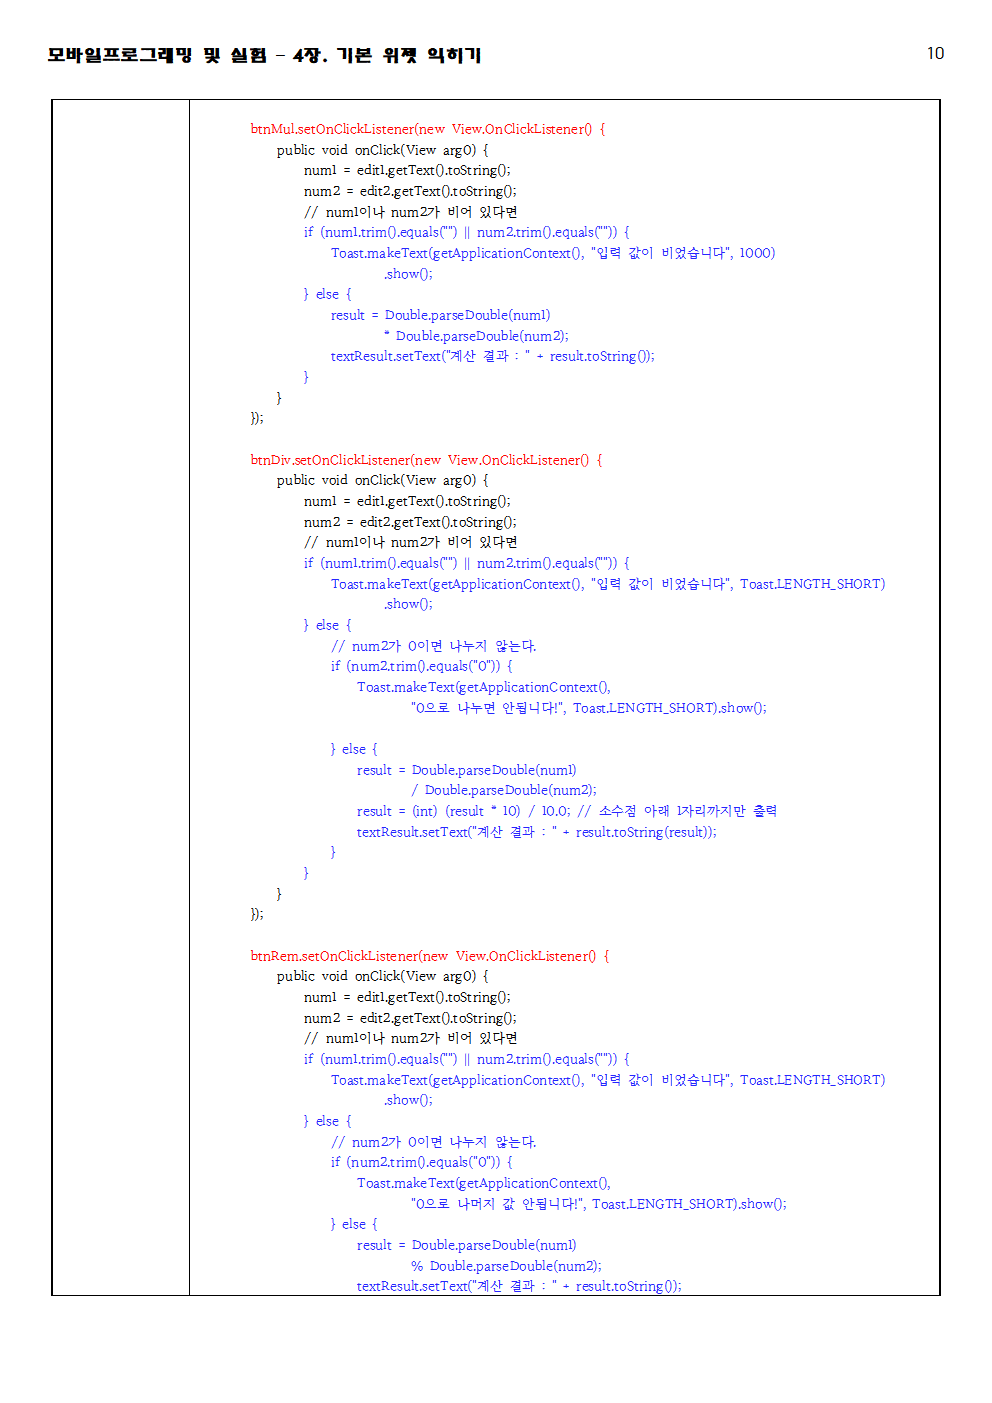 모바일프로그래밍 및 실험 – 4장. 기본 위젯 익히기
10
btnMul.setOnClickListener(new View.OnClickListener() {
public void onClick(View arg0) {
num1 = edit1.getText().toString();
num2 = edit2.getText().toString();
// num1이나 num2가 비어 있다면
if (num1.trim().equals("") || num2.trim().equals("")) {
Toast.makeText(getApplicationContext(), "입력 값이 비었습니다", 1000)
.show();
} else {
result = Double.parseDouble(num1)
* Double.parseDouble(num2);
textResult.setText("계산 결과 : " + result.toString());
}
}
});
btnDiv.setOnClickListener(new View.OnClickListener() {
public void onClick(View arg0) {
num1 = edit1.getText().toString();
num2 = edit2.getText().toString();
// num1이나 num2가 비어 있다면
if (num1.trim().equals("") || num2.trim().equals("")) {
Toast.makeText(getApplicationContext(), "입력 값이 비었습니다", Toast.LENGTH_SHORT)
.show();
} else {
// num2가 0이면 나누지 않는다.
if (num2.trim().equals("0")) {
Toast.makeText(getApplicationContext(),
"0으로 나누면 안됩니다!", Toast.LENGTH_SHORT).show();
} else {
result = Double.parseDouble(num1)
/ Double.parseDouble(num2);
result = (int) (result * 10) / 10.0; // 소수점 아래 1자리까지만 출력
textResult.setText("계산 결과 : " + result.toString(result));
}
}
}
});
btnRem.setOnClickListener(new View.OnClickListener() {
public void onClick(View arg0) {
num1 = edit1.getText().toString();
num2 = edit2.getText().toString();
// num1이나 num2가 비어 있다면
if (num1.trim().equals("") || num2.trim().equals("")) {
Toast.makeText(getApplicationContext(), "입력 값이 비었습니다", Toast.LENGTH_SHORT)
.show();
} else {
// num2가 0이면 나누지 않는다.
if (num2.trim().equals("0")) {
Toast.makeText(getApplicationContext(),
"0으로 나머지 값 안됩니다!", Toast.LENGTH_SHORT).show();
} else {
result = Double.parseDouble(num1)
% Double.parseDouble(num2);
textResult.setText("계산 결과 : " + result.toString());